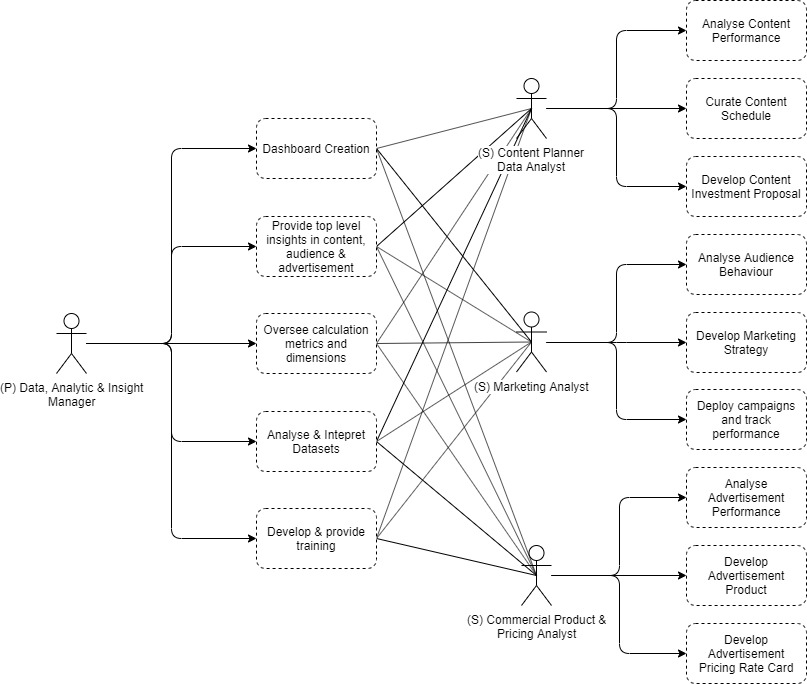 Analyse Content
Performance
Curate Content
Schedule
(S) Content Planner
Data Analyst
Dashboard Creation
Develop Content
Investment Proposal
Provide top level
insights in content,
audience &
advertisement
Analyse Audience
Behaviour
Oversee calculation
metrics and
dimensions
Develop Marketing
Strategy
(P) Data, Analytic & Insight
Manager
(S) Marketing Analyst
Deploy campaigns
and track
performance
Analyse & Intepret
Datasets
Analyse
Advertisement
Performance
Develop & provide
training
Develop
Advertisement
Product
(S) Commercial Product &
Pricing Analyst
Develop
Advertisement
Pricing Rate Card